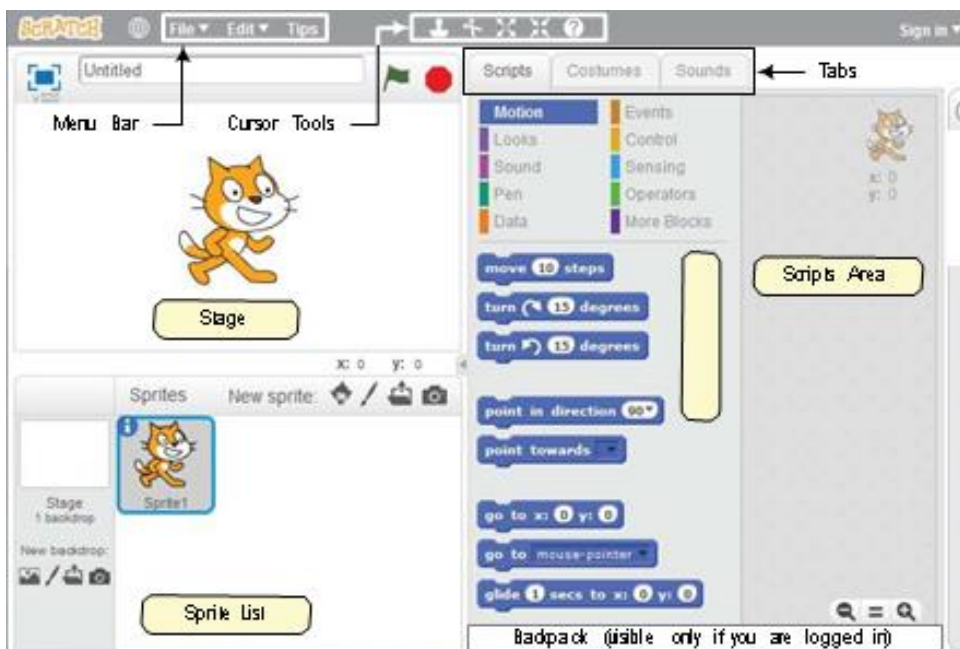 SCRATCH File Edit Tips Sign in
Untitled
Scripts Costumes Sounds
Tabs
Menu Bar Cursor Tools
Motion Events
Looks Control
Sound Sensing
Pen Operators
Data More Blocks
x: 0
y: 0
move 10 steps
turn 15 degrees
turn 15 degrees
point in direction 90
point towards
go to x: 0 y: 0
go to mouse-pointer
glide 1 secs to x: 0 y: 0
Scripts Area
Stage
x: 0 y: 0
Sprites New sprite:
Sprite1
Stage
1 backdrop
New backdrop:
Sprite List
Badpack (visible only if you are logged in)